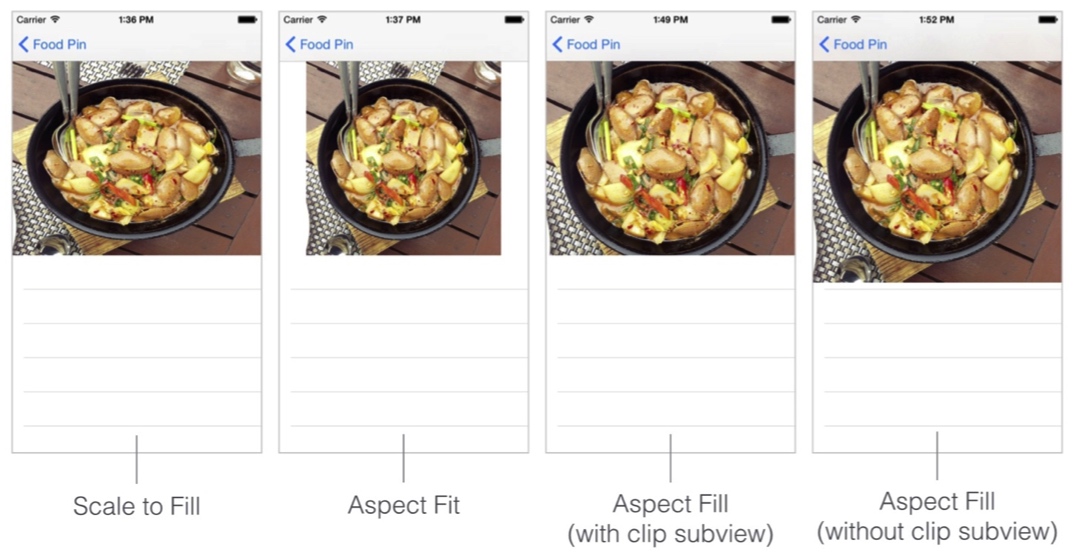 Carrier 1:36 PM
Food Pin
Carrier 1:37 PM
Food Pin
Carrier 1:49 PM
Food Pin
Carrier 1:52 PM
Food Pin
Scale to Fill
Aspect Fit
Aspect Fill
(with clip subview)
Aspect Fill
(without clip subview)